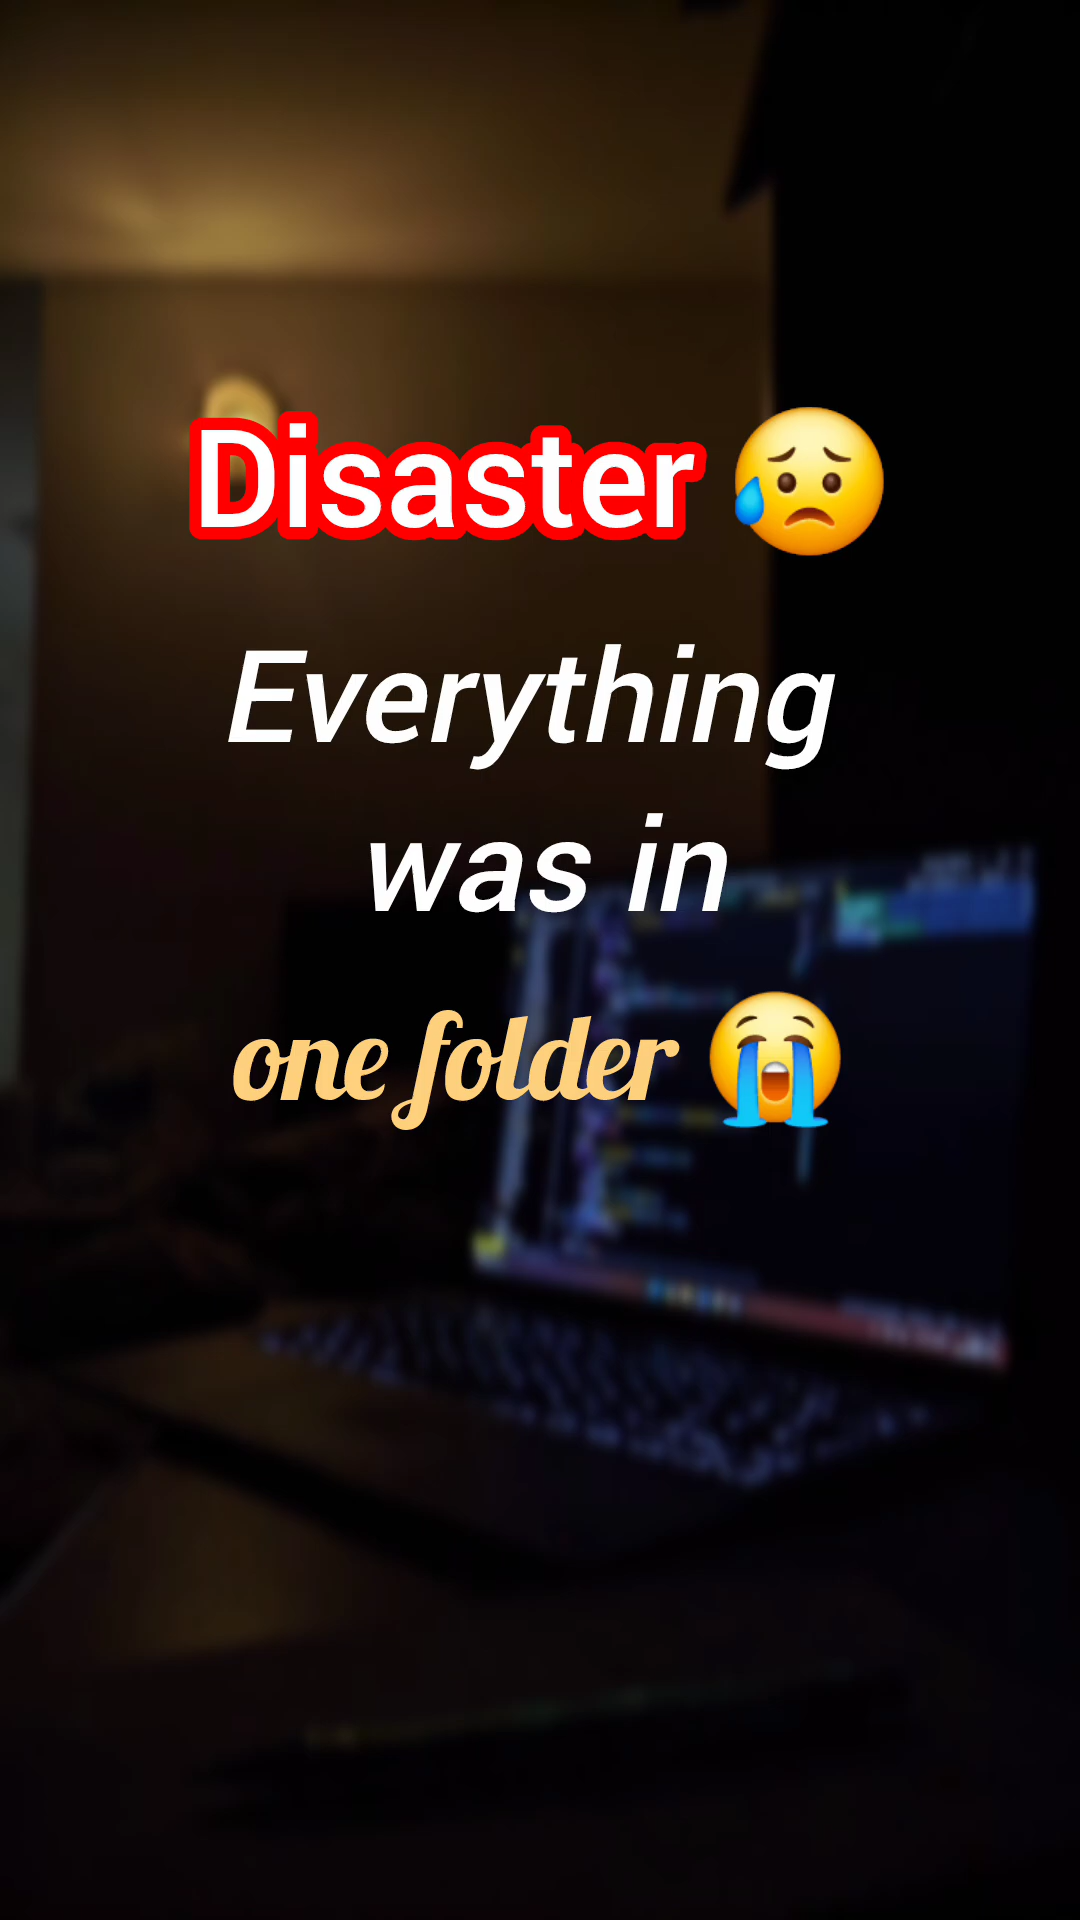 Disaster 😥
Everything
was in
one folder 😭